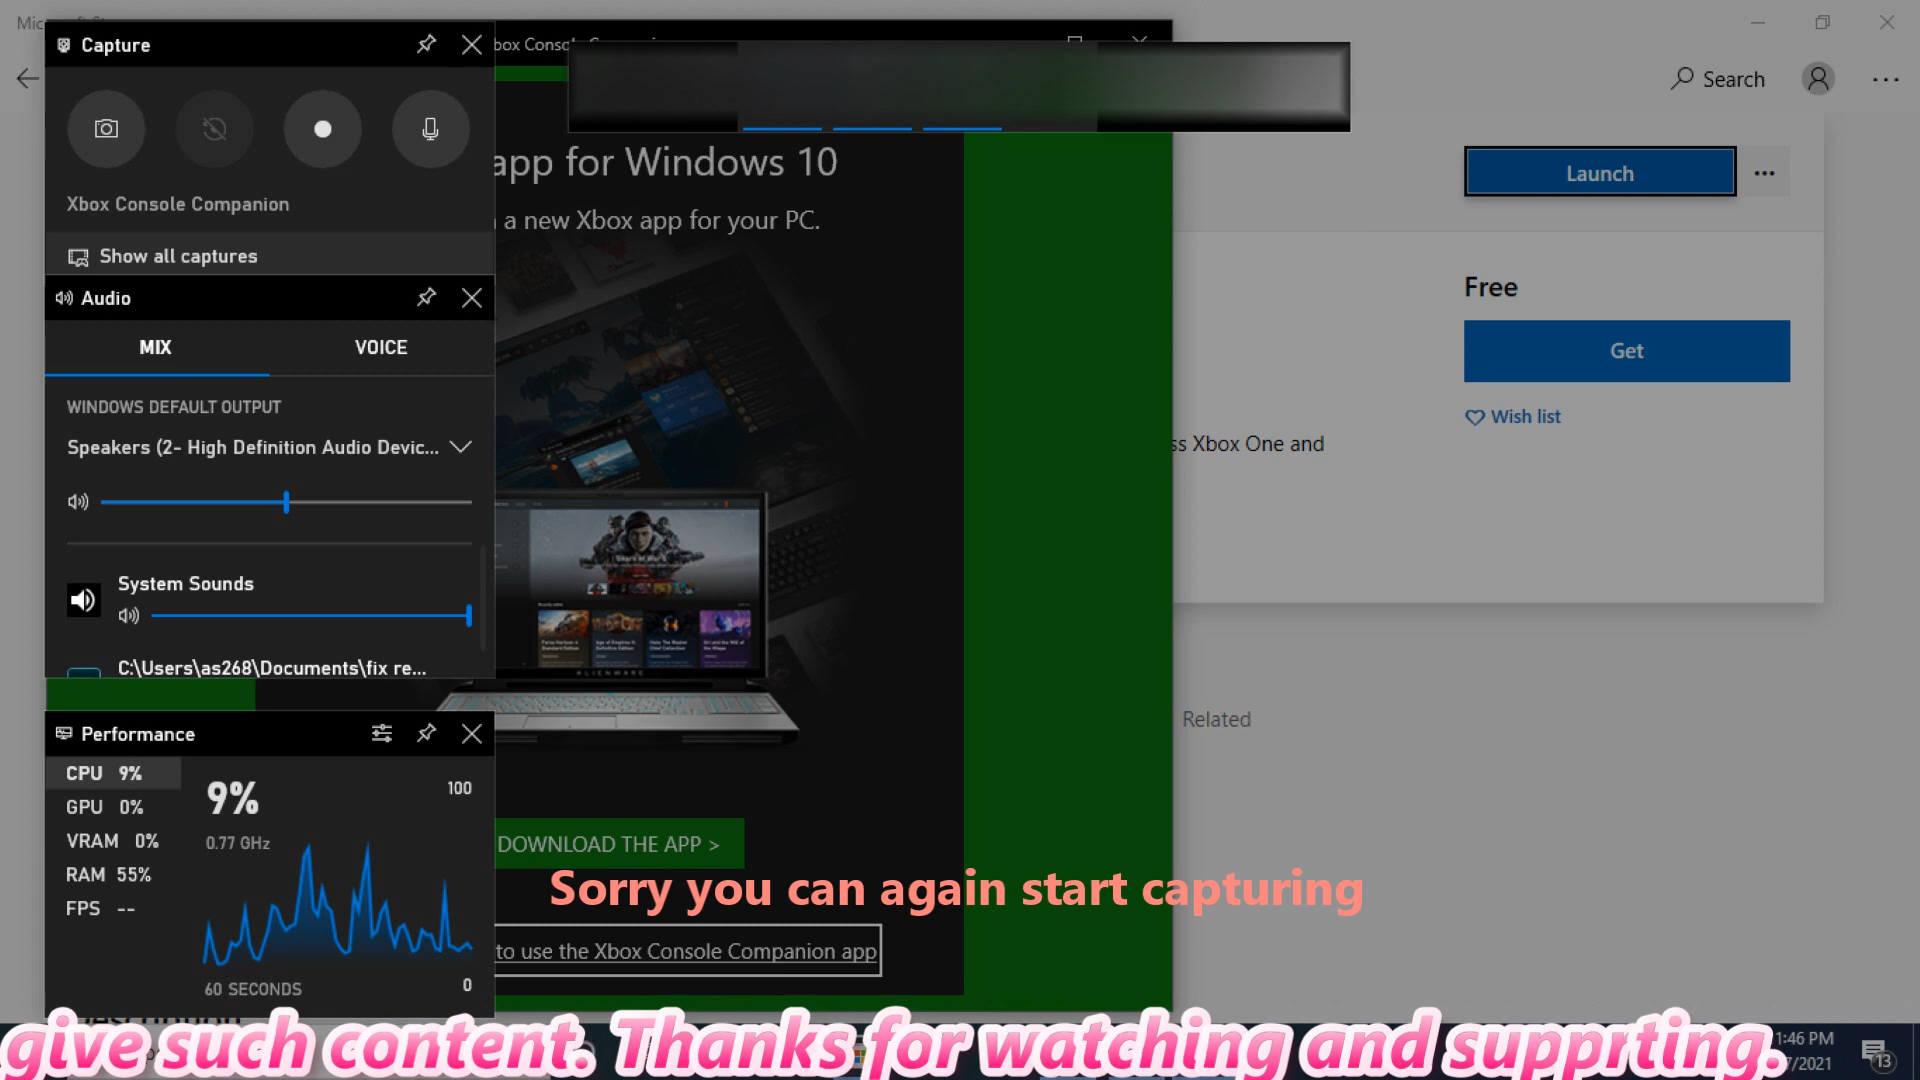 Capture
Xbox Console Companion
Show all captures
Audio
MIX
VOICE
WINDOWS DEFAULT OUTPUT
Speakers (2- High Definition Audio Devic...
System Sounds
C:\Users\as268\Documents\fix re...
Performance
CPU 9%
GPU 0%
VRAM 0%
RAM 55%
FPS --
9%
0.77 GHz
100
60 SECONDS
0
app for Windows 10
a new Xbox app for your PC.
ALIENWARE
DOWNLOAD THE APP >
Sorry you can again start capturing
to use the Xbox Console Companion app
Search
Launch
Free
Get
Wish list
ss Xbox One and
Related
give such content. Thanks for watching and supprting.
1:46 PM
7/2021
13